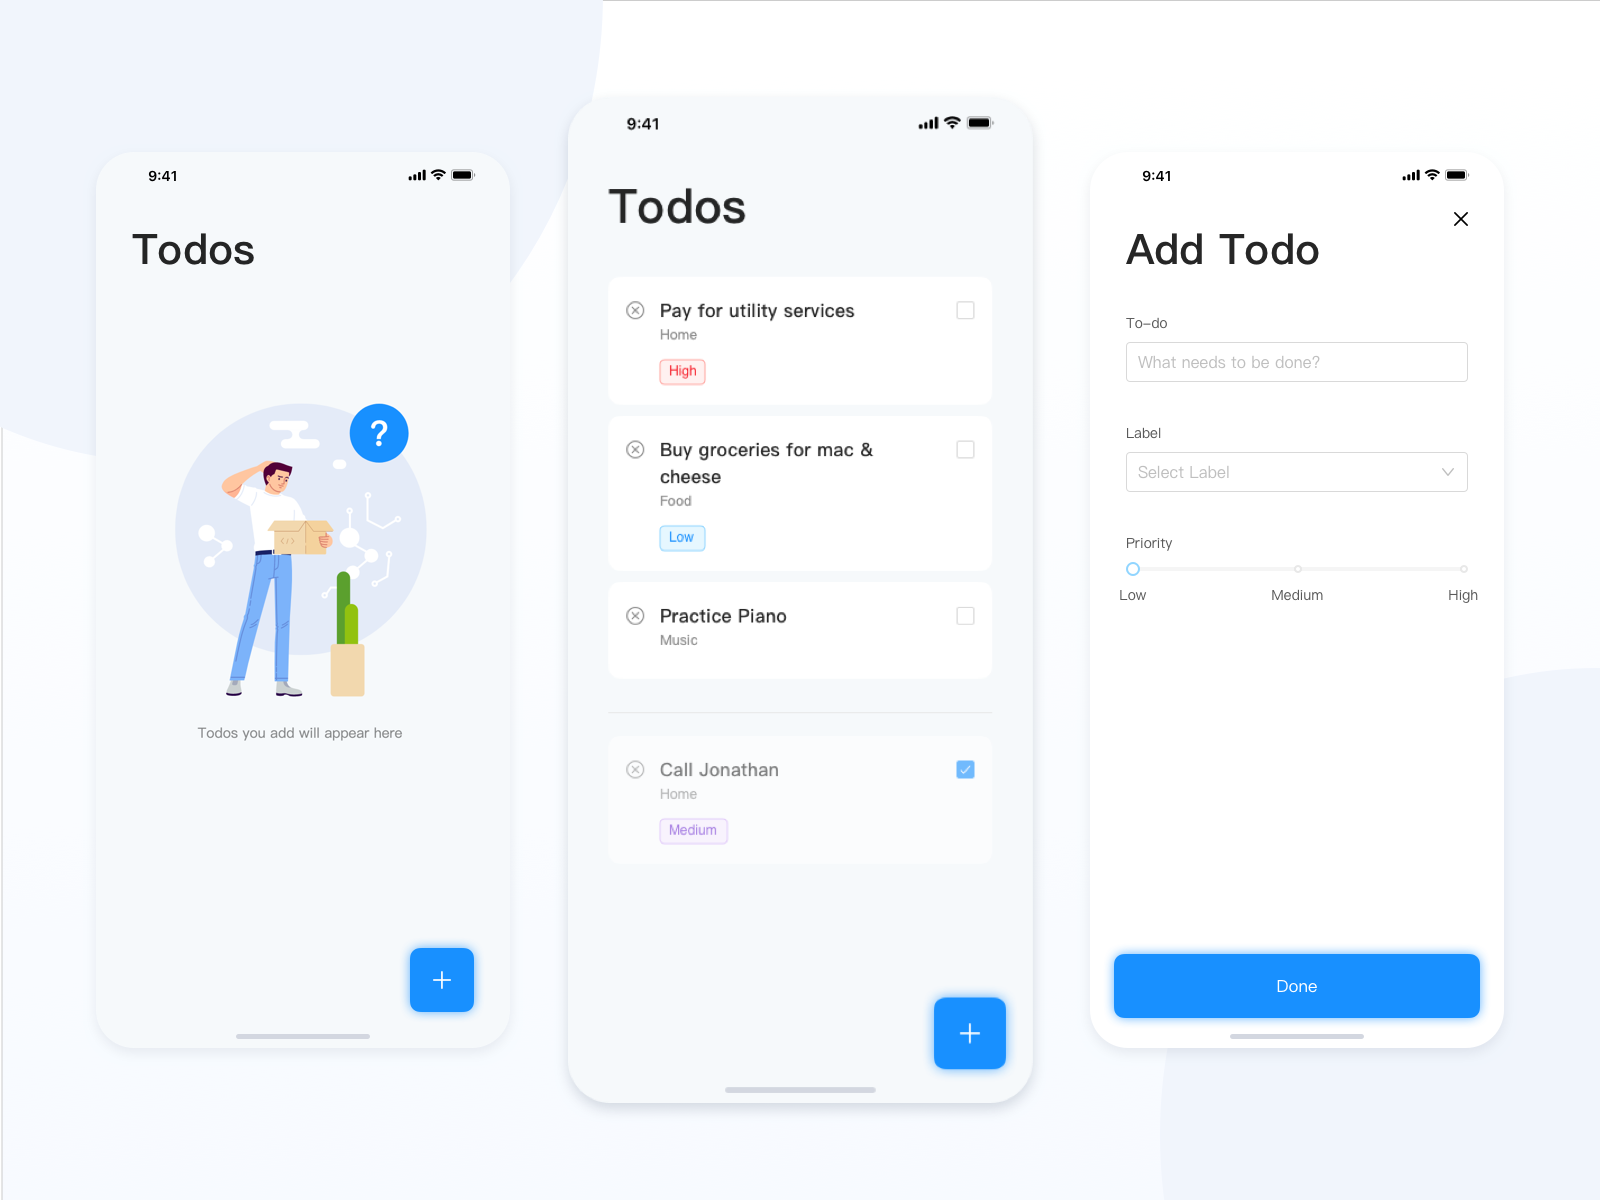 9:41
Todos
?
</>
Todos you add will appear here
9:41
Todos
Pay for utility services
Home
High
Buy groceries for mac &
cheese
Food
Low
Practice Piano
Music
Call Jonathan
Home
Medium
9:41
Add Todo
To-do
What needs to be done?
Label
Select Label
Priority
Low Medium High
Done